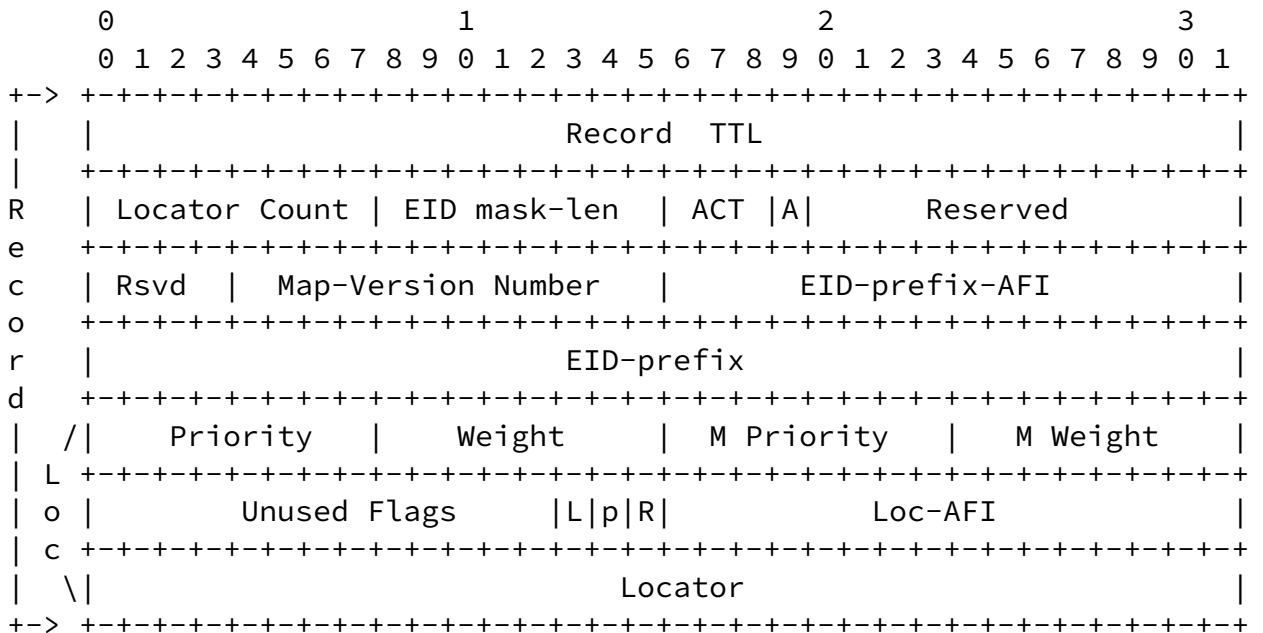 0                   1                   2                   3
        0 1 2 3 4 5 6 7 8 9 0 1 2 3 4 5 6 7 8 9 0 1 2 3 4 5 6 7 8 9 0 1
+-> +-+-+-+-+-+-+-+-+-+-+-+-+-+-+-+-+-+-+-+-+-+-+-+-+-+-+-+-+-+-+-+-+
|   |                          Record  TTL                          |
|   +-+-+-+-+-+-+-+-+-+-+-+-+-+-+-+-+-+-+-+-+-+-+-+-+-+-+-+-+-+-+-+-+
R   | Locator Count | EID mask-len  | ACT |A|      Reserved         |
e   +-+-+-+-+-+-+-+-+-+-+-+-+-+-+-+-+-+-+-+-+-+-+-+-+-+-+-+-+-+-+-+-+
c   | Rsvd  |  Map-Version Number   |       EID-prefix-AFI          |
o   +-+-+-+-+-+-+-+-+-+-+-+-+-+-+-+-+-+-+-+-+-+-+-+-+-+-+-+-+-+-+-+-+
r   |                          EID-prefix                           |
d   +-+-+-+-+-+-+-+-+-+-+-+-+-+-+-+-+-+-+-+-+-+-+-+-+-+-+-+-+-+-+-+-+
|  /|    Priority   |    Weight     |  M Priority   |   M Weight    |
| L +-+-+-+-+-+-+-+-+-+-+-+-+-+-+-+-+-+-+-+-+-+-+-+-+-+-+-+-+-+-+-+-+
| o |        Unused Flags     |L|p|R|           Loc-AFI             |
| c +-+-+-+-+-+-+-+-+-+-+-+-+-+-+-+-+-+-+-+-+-+-+-+-+-+-+-+-+-+-+-+-+
|  \|                             Locator                           |
+-> +-+-+-+-+-+-+-+-+-+-+-+-+-+-+-+-+-+-+-+-+-+-+-+-+-+-+-+-+-+-+-+-+